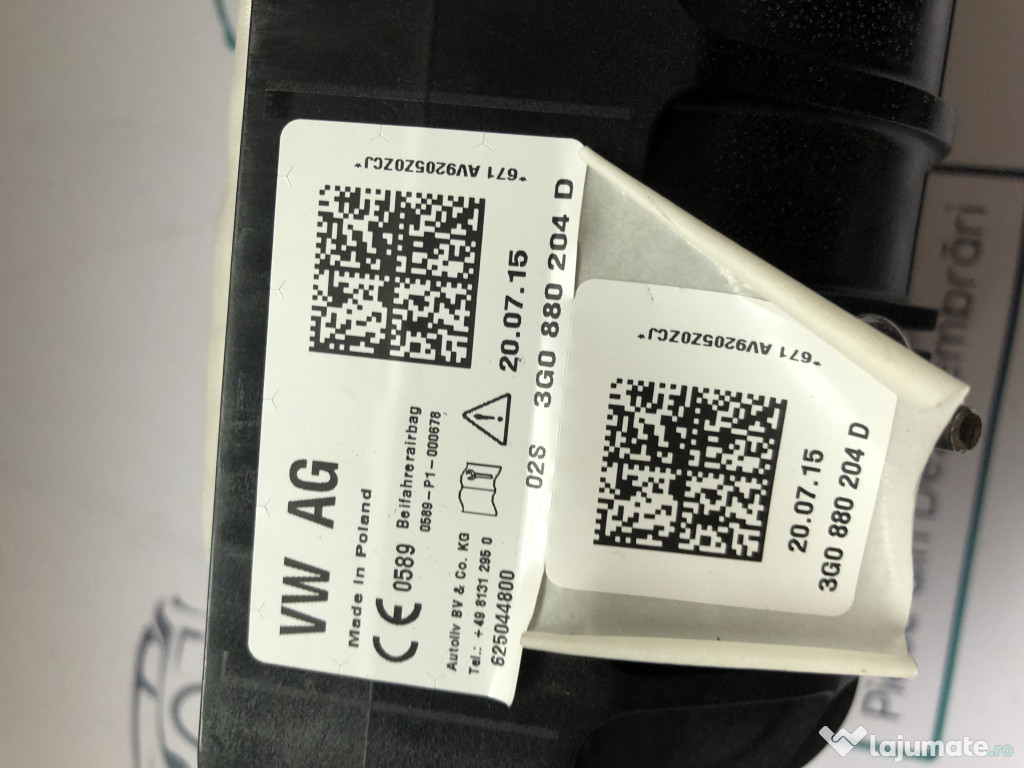 VW AG
Made in Poland
CE 0589 Beifahrerairbag
0589-P1-000678
Autoliv BV & Co. KG
Tel.: +49 8131 295 0
625044800
20.07.15
02S 3G0 880 204 D
*671 AV9205Z0ZCJ*
*671 AV9205Z0ZCJ*
20.07.15
3G0 880 204 D
lajumate.ro